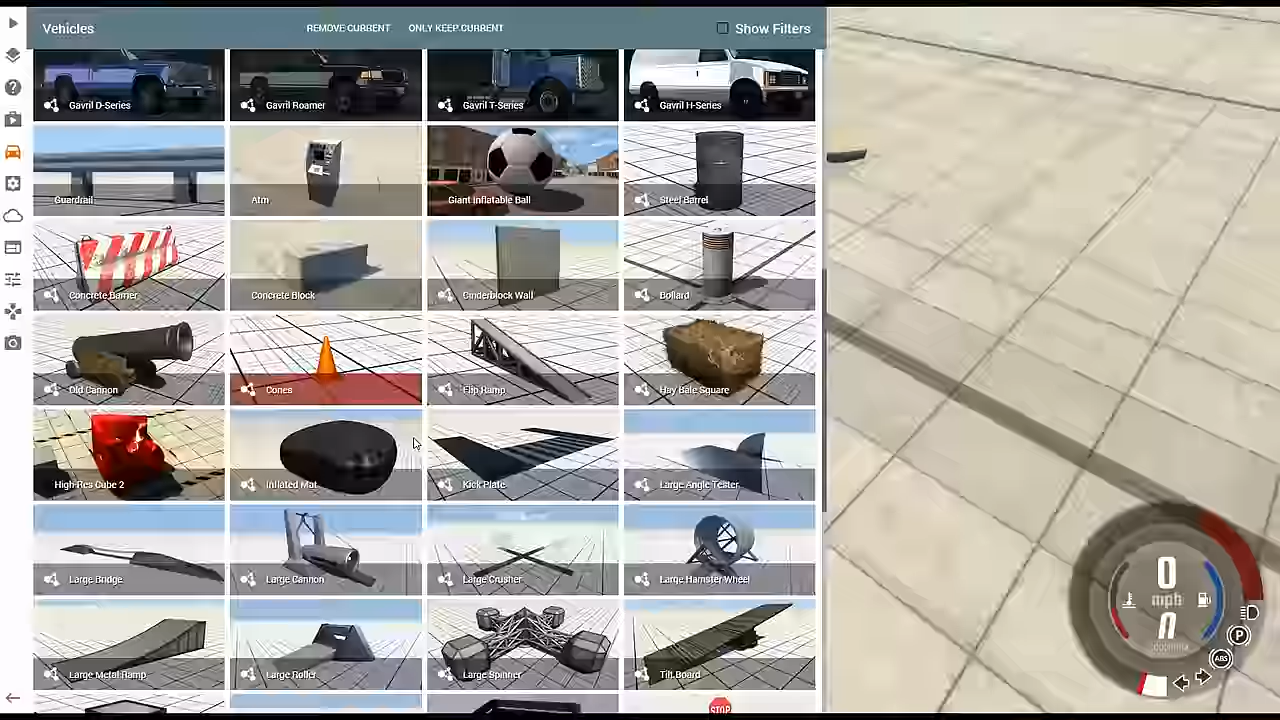 Vehicles
REMOVE CURRENT
ONLY KEEP CURRENT
Show Filters
Gavril D-Series
Gavril Roamer
Gavril T-Series
Gavril H-Series
Guardrail
Atm
Giant Inflatable Ball
Steel Barrel
Concrete Barrier
Concrete Block
Cinderblock Wall
Bollard
Old Cannon
Cones
Flip Ramp
Hay Bale Square
High-Res Cube 2
Inflated Mat
Kick Plate
Large Angle Tester
Large Bridge
Large Cannon
Large Crusher
Large Hamster Wheel
Large Metal Ramp
Large Roller
Large Spinner
Tilt Board
STOP
0
mph
P
ABS